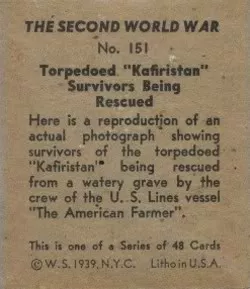 THE SECOND WORLD WAR
No. 151
Torpedoed "Kafiristan"
Survivors Being
Rescued
Here is a reproduction of an
actual photograph showing
survivors of the torpedoed
"Kafiristan" being rescued
from a watery grave by the
crew of the U. S. Lines vessel
"The American Farmer".
This is one of a Series of 48 Cards
© W. S. 1939, N.Y.C. Litho in U.S.A.